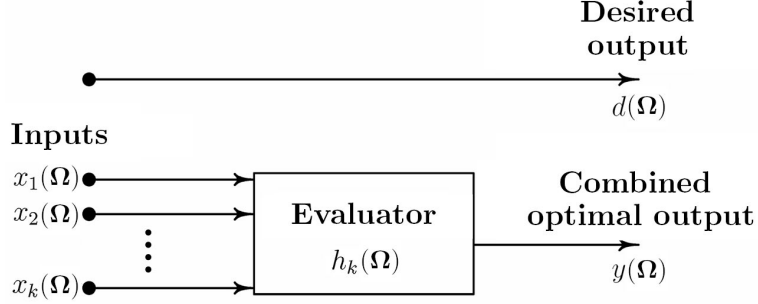 Desired
output
d(Ω)
Inputs
x₁(Ω)
x₂(Ω)
xₖ(Ω)
Evaluator
hₖ(Ω)
Combined
optimal output
y(Ω)